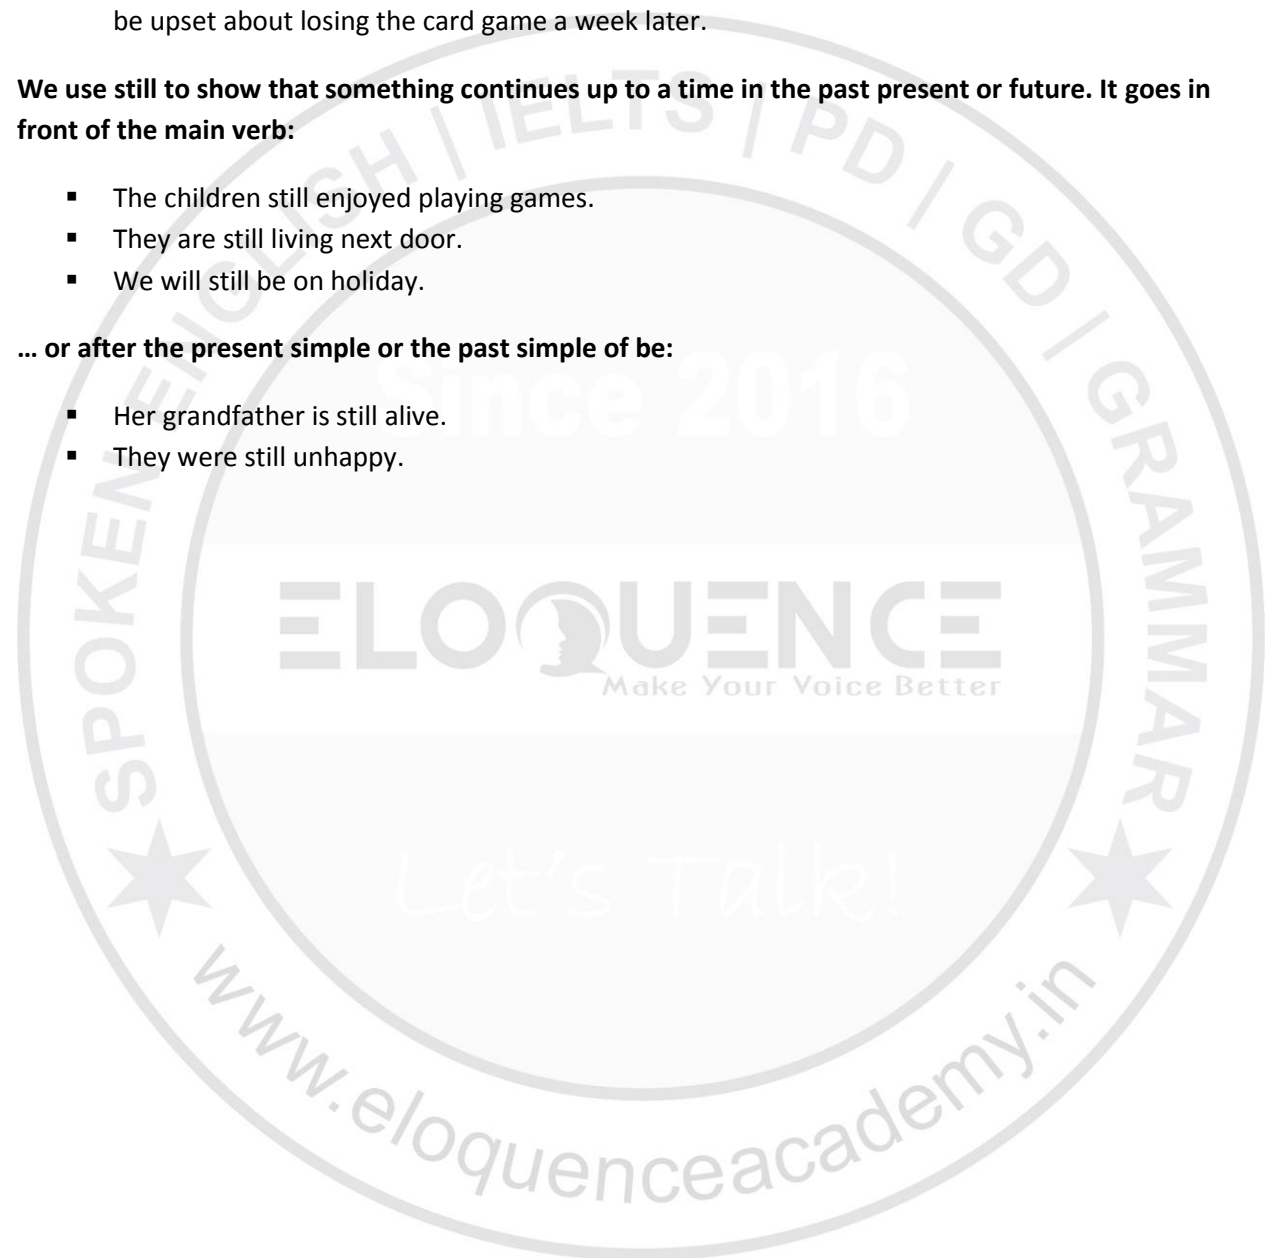 be upset about losing the card game a week later.
We use still to show that something continues up to a time in the past present or future. It goes in
front of the main verb:
▪ The children still enjoyed playing games.
▪ They are still living next door.
▪ We will still be on holiday.
… or after the present simple or the past simple of be:
▪ Her grandfather is still alive.
▪ They were still unhappy.
SPOKEN ENGLISH | IELTS | PD | GD | GRAMMAR
Since 2016
ELOQUENCE
Make Your Voice Better
Let's Talk!
www.eloquenceacademy.in